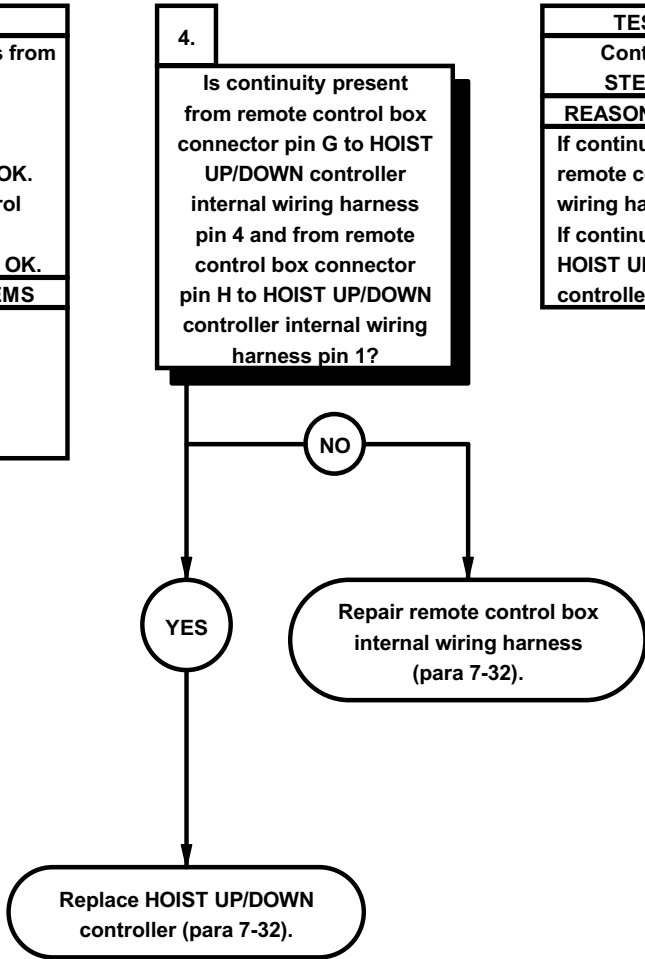 s from
OK.
rol
OK.
EMS
4.
Is continuity present
from remote control box
connector pin G to HOIST
UP/DOWN controller
internal wiring harness
pin 4 and from remote
control box connector
pin H to HOIST UP/DOWN
controller internal wiring
harness pin 1?
TES
Cont
STE
REASON
If continu
remote c
wiring ha
If continu
HOIST U
controlle
NO
YES
Repair remote control box
internal wiring harness
(para 7-32).
Replace HOIST UP/DOWN
controller (para 7-32).